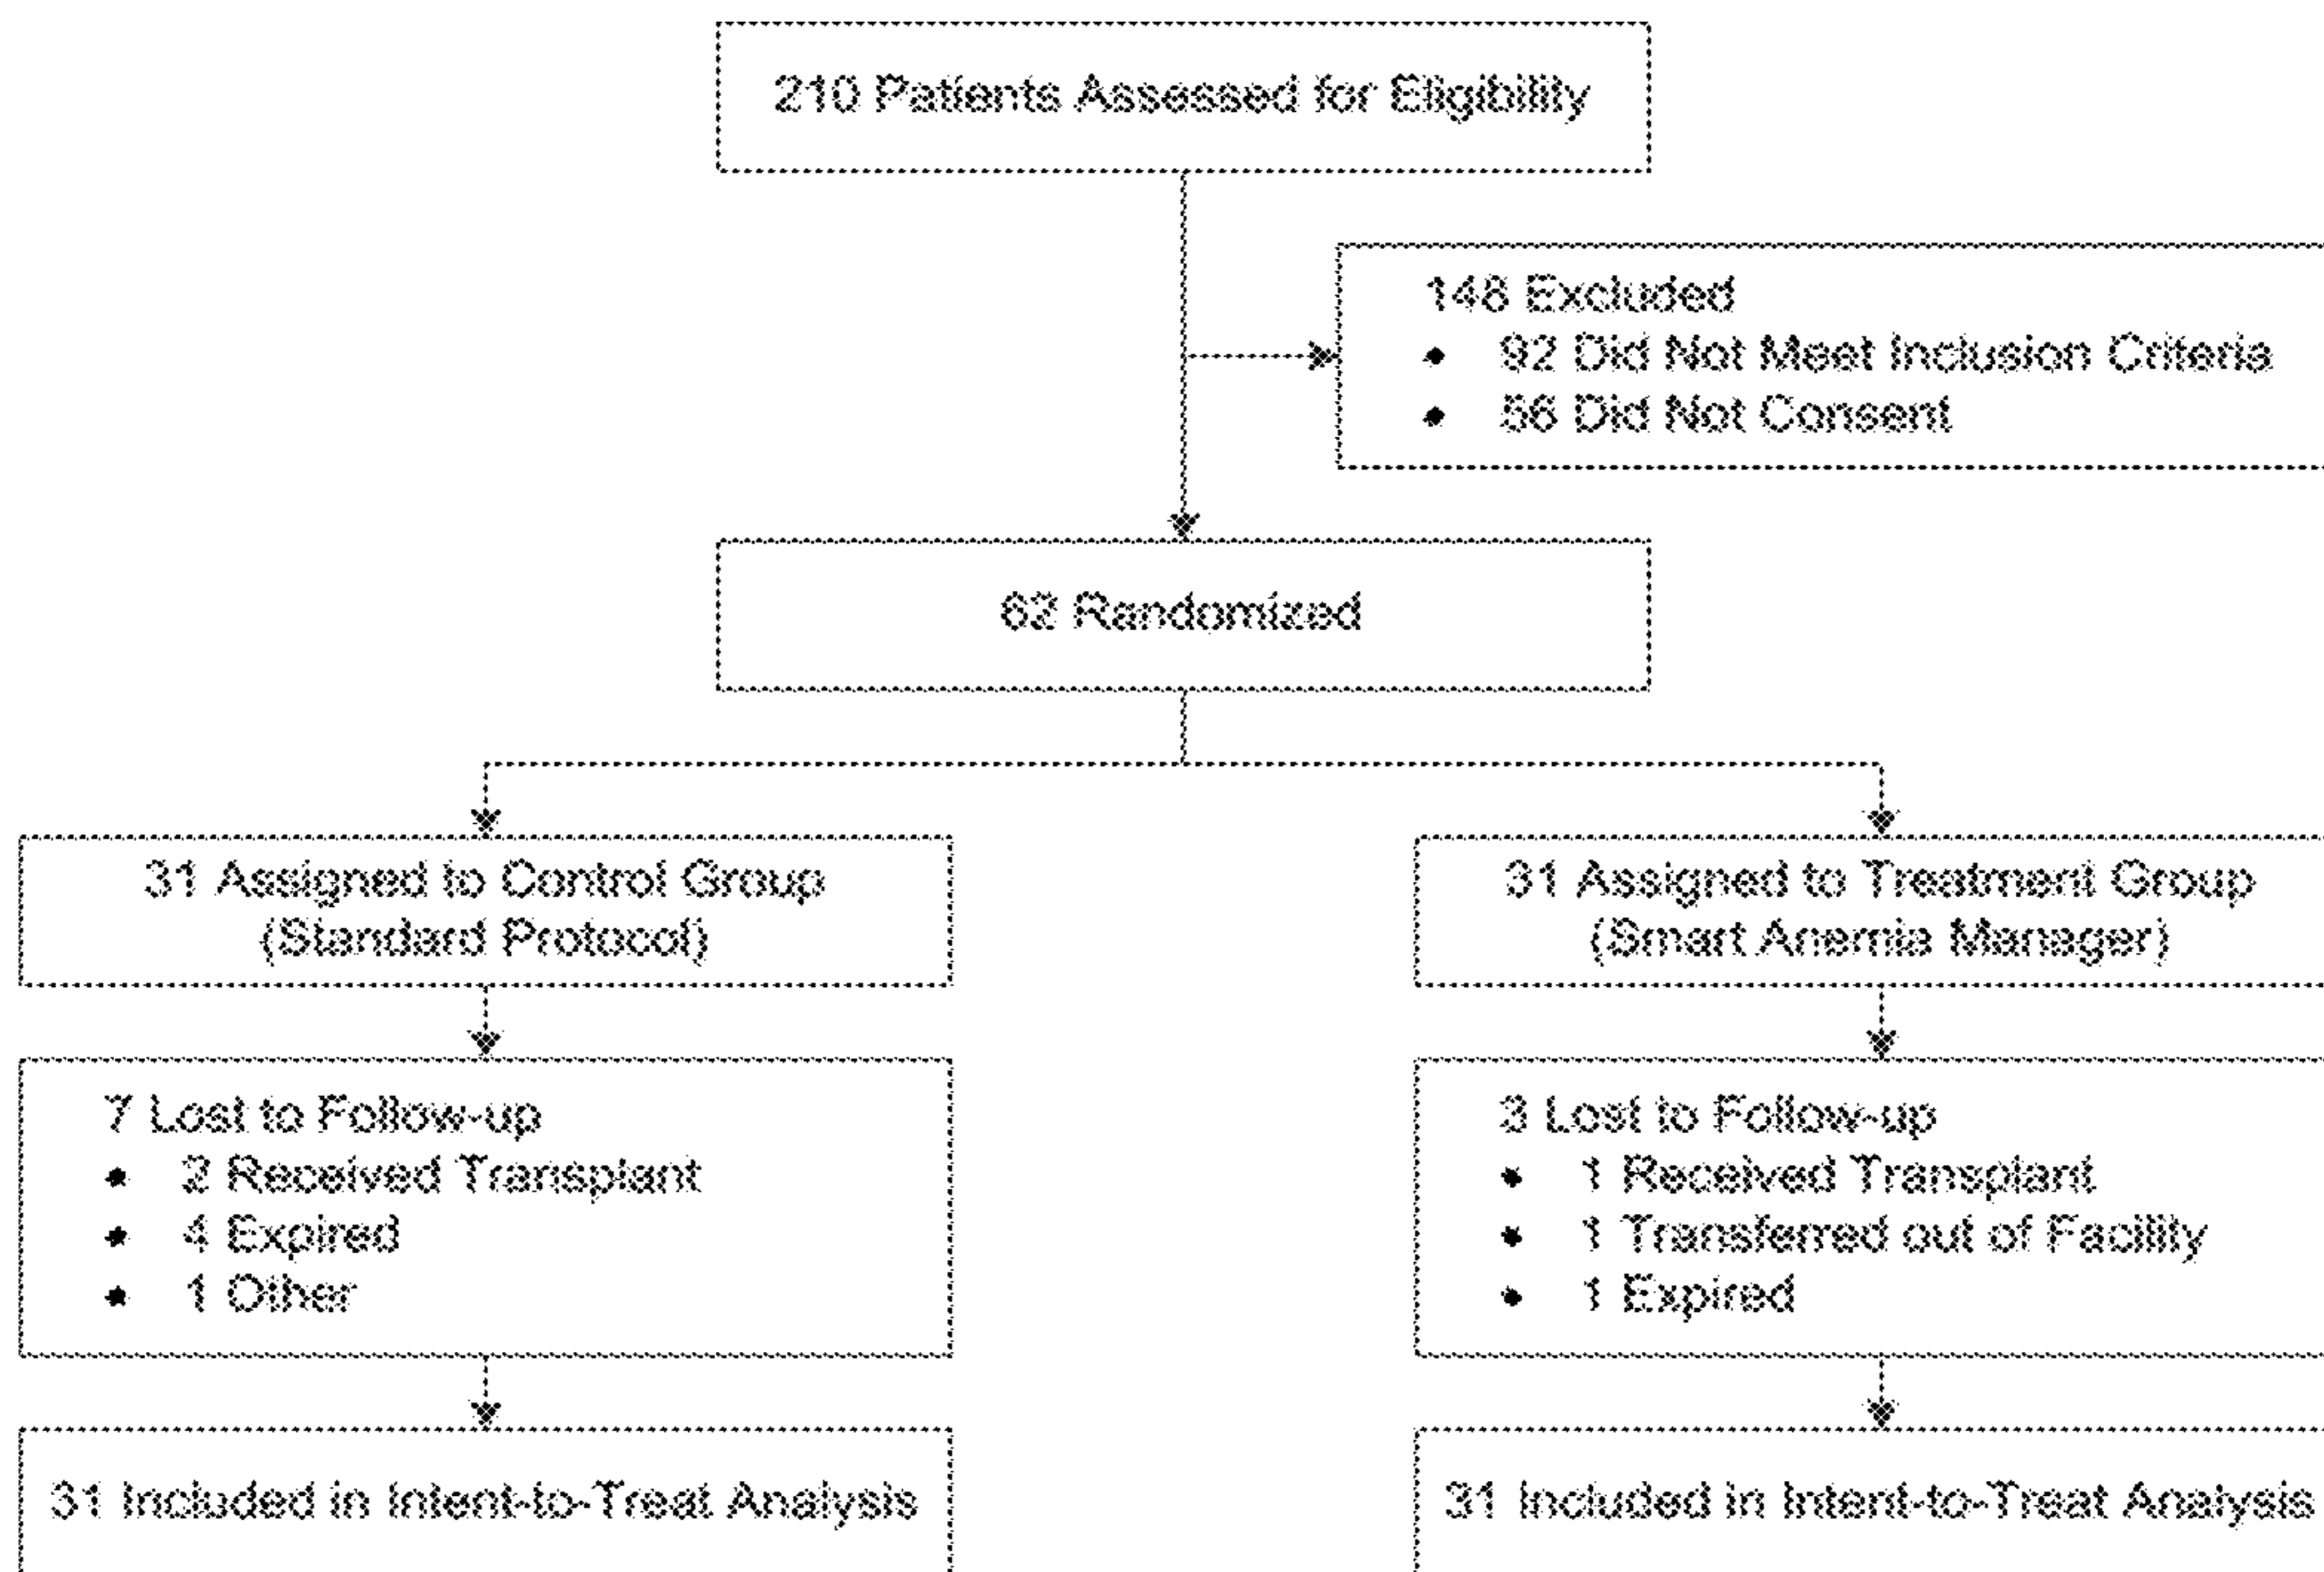 210 Patients Assessed for Eligibility
148 Excluded
• 92 Did Not Meet Inclusion Criteria
• 56 Did Not Consent
62 Randomized
31 Assigned to Control Group
(Standard Protocol)
31 Assigned to Treatment Group
(Smart Anemia Manager)
7 Lost to Follow-up
• 2 Received Transplant
• 4 Expired
• 1 Other
3 Lost to Follow-up
• 1 Received Transplant
• 1 Transferred out of Facility
• 1 Expired
31 Included in Intent-to-Treat Analysis
31 Included in Intent-to-Treat Analysis